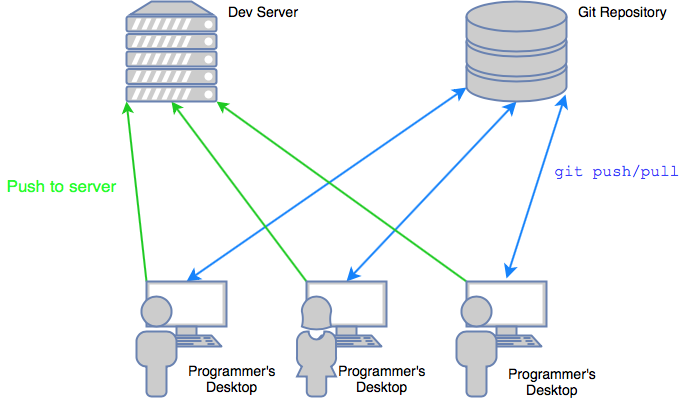 Dev Server
Git Repository
Push to server
git push/pull
Programmer's
Desktop
Programmer's
Desktop
Programmer's
Desktop